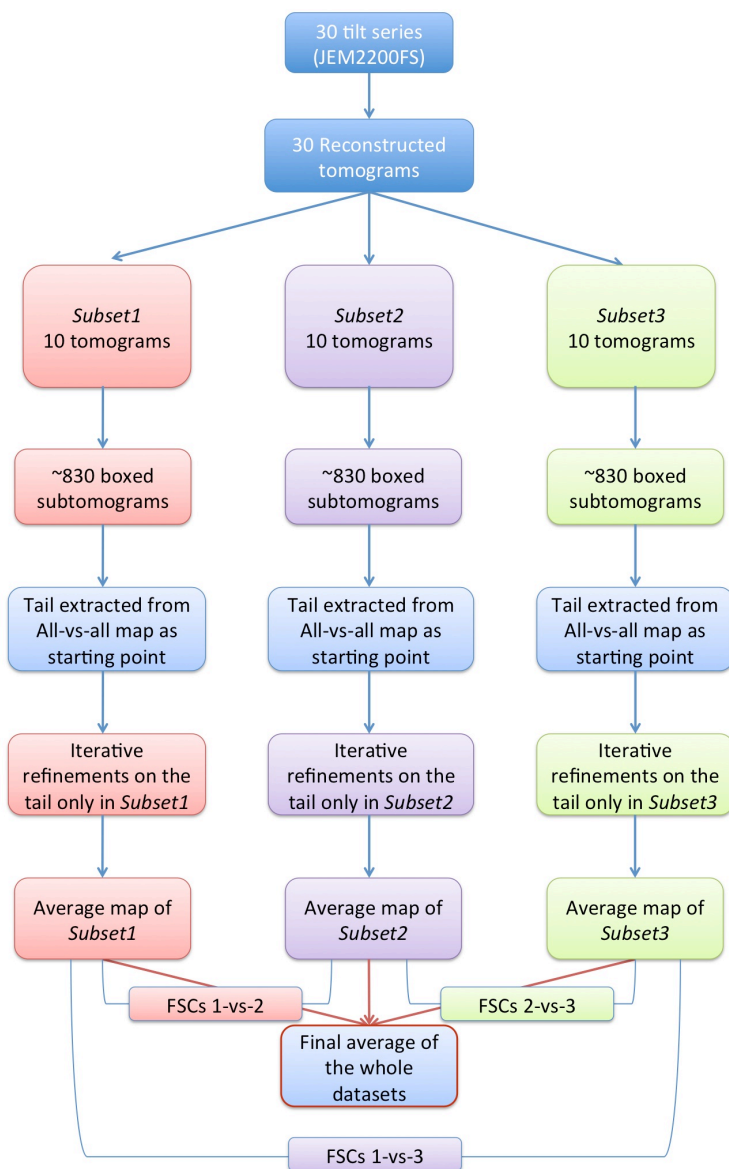 30 tilt series
(JEM2200FS)
30 Reconstructed
tomograms
Subset1
10 tomograms
Subset2
10 tomograms
Subset3
10 tomograms
~830 boxed
subtomograms
~830 boxed
subtomograms
~830 boxed
subtomograms
Tail extracted from
All-vs-all map as
starting point
Tail extracted from
All-vs-all map as
starting point
Tail extracted from
All-vs-all map as
starting point
Iterative
refinements on the
tail only in Subset1
Iterative
refinements on the
tail only in Subset2
Iterative
refinements on the
tail only in Subset3
Average map of
Subset1
Average map of
Subset2
Average map of
Subset3
FSCs 1-vs-2
FSCs 2-vs-3
Final average of
the whole
datasets
FSCs 1-vs-3